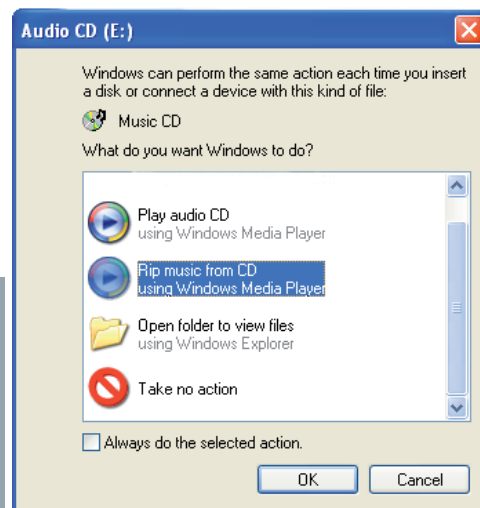 Audio CD (E:)
Windows can perform the same action each time you insert
a disk or connect a device with this kind of file:
Music CD
What do you want Windows to do?
Play audio CD
using Windows Media Player
Rip music from CD
using Windows Media Player
Open folder to view files
using Windows Explorer
Take no action
Always do the selected action.
OK
Cancel